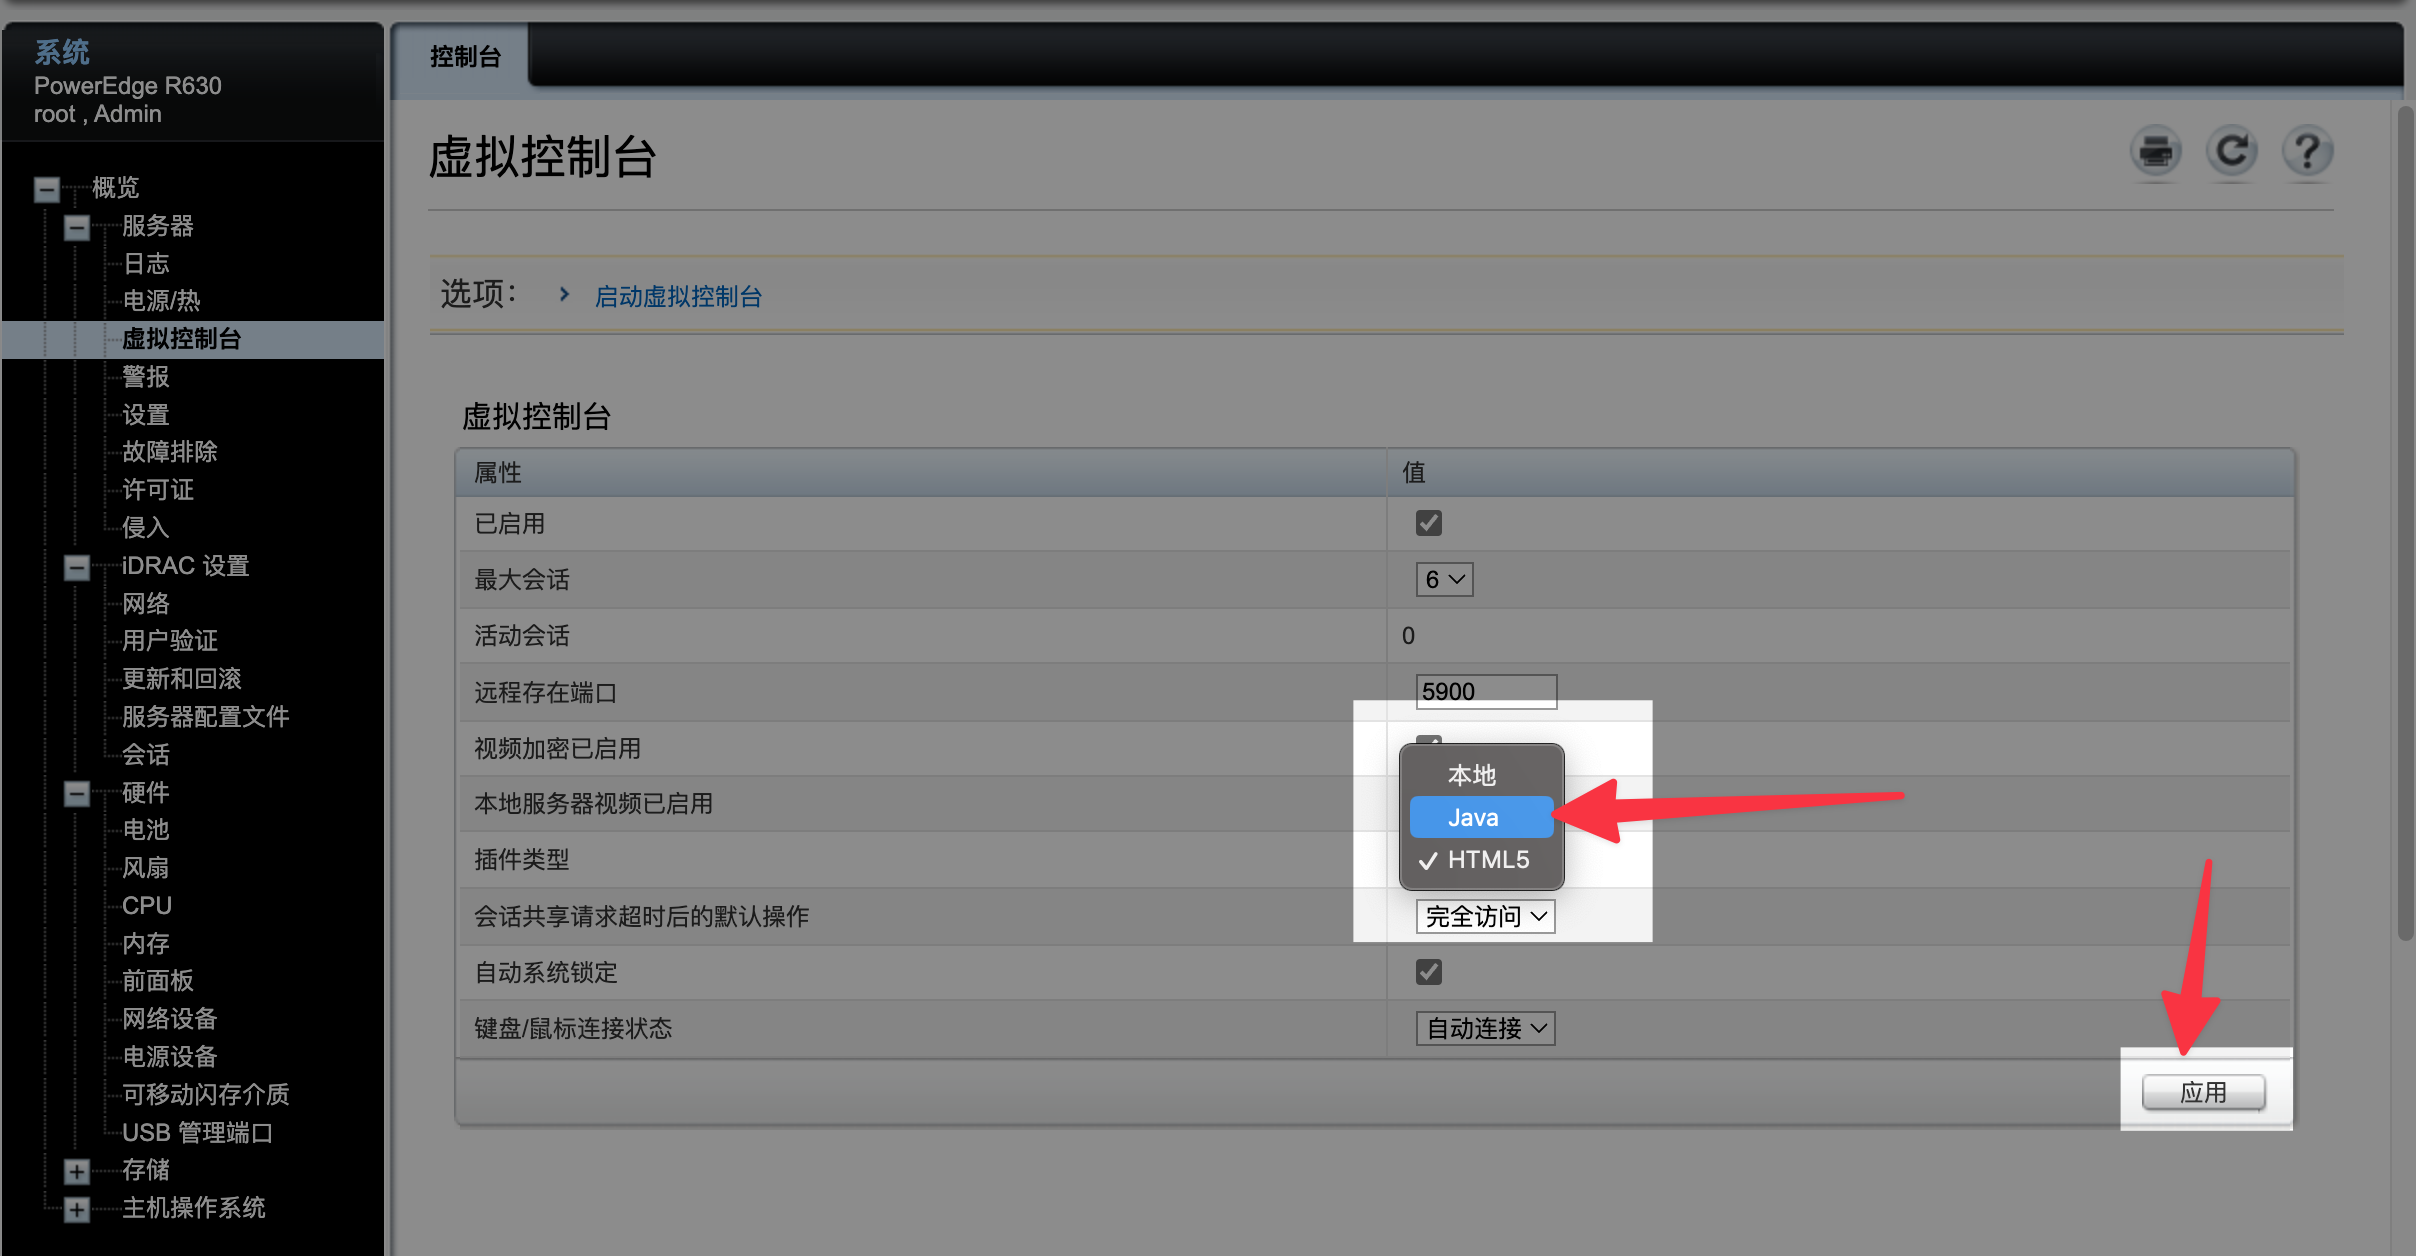 系统
PowerEdge R630
root , Admin
概览
服务器
日志
电源/热
虚拟控制台
警报
设置
故障排除
许可证
侵入
iDRAC 设置
网络
用户验证
更新和回滚
服务器配置文件
会话
硬件
电池
风扇
CPU
内存
前面板
网络设备
电源设备
可移动闪存介质
USB 管理端口
存储
主机操作系统
控制台
虚拟控制台
选项： 启动虚拟控制台
虚拟控制台
属性 值
已启用
最大会话 6
活动会话 0
远程存在端口 5900
视频加密已启用
本地服务器视频已启用
插件类型
本地
Java
HTML5
会话共享请求超时后的默认操作 完全访问
自动系统锁定
键盘/鼠标连接状态 自动连接
应用